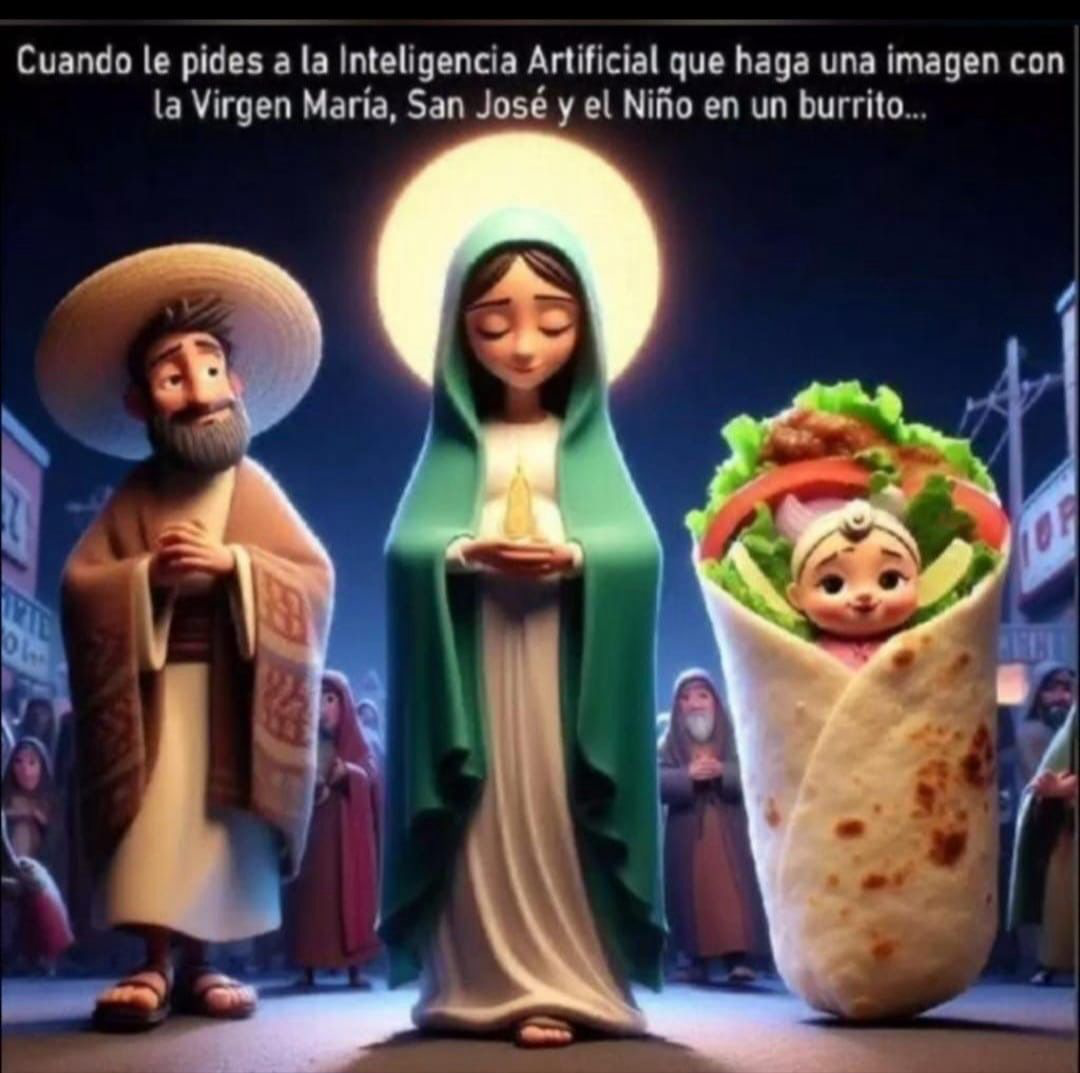 Cuando le pides a la Inteligencia Artificial que haga una imagen con
la Virgen María, San José y el Niño en un burrito...